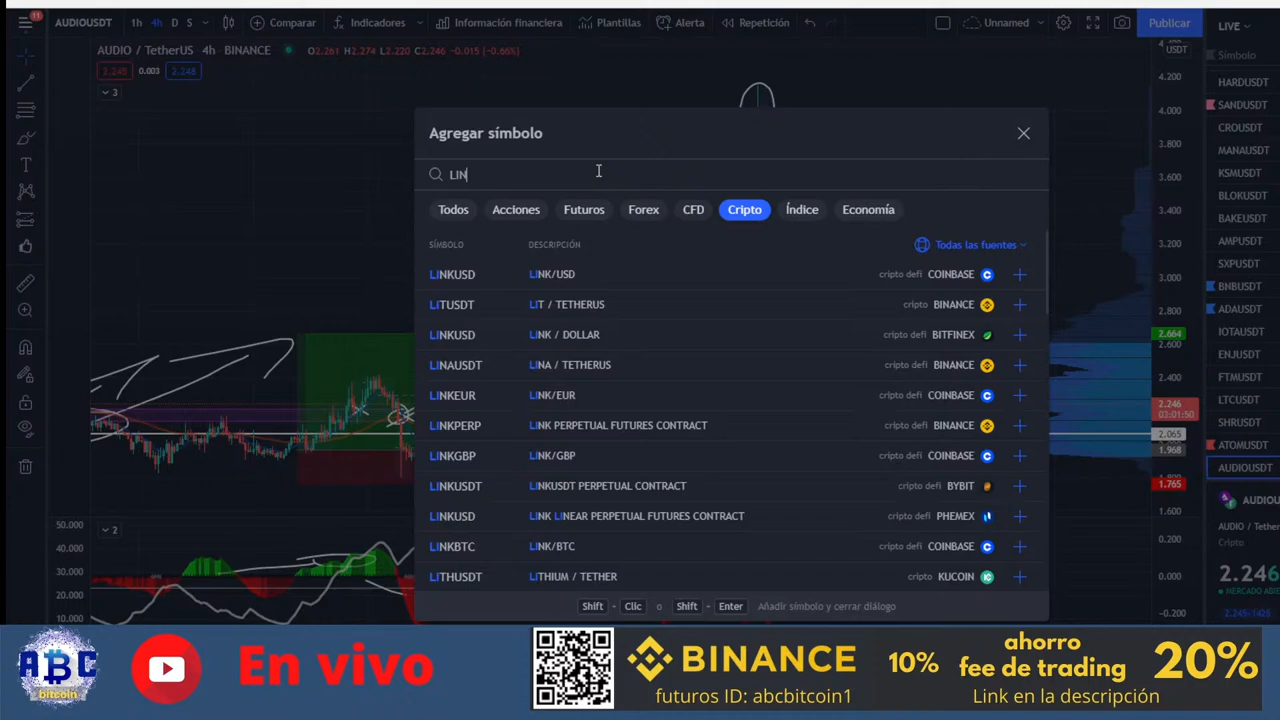 11
AUDIOUSDT
1h 4h D S
Comparar
Indicadores
Información financiera
Plantillas
Alerta
Repetición
Unnamed
Publicar
LIVE
AUDIO / TetherUS · 4h · BINANCE
O2.261 H2.274 L2.220 C2.246 -0.015 (-0.66%)
2.246
0.003
2.248
3
USDT
4.200
4.000
3.800
3.600
3.400
3.200
3.000
2.800
2.664
2.600
2.400
2.246
02:01:50
2.065
1.968
1.765
1.600
0.000
-0.200
Símbolo
HARDUSDT
SANDUSDT
CROUSDT
MANAUSDT
KSMUSDT
BLOKUSDT
BAKEUSDT
AMPUSDT
SXPUSDT
BNBUSDT
ADAUSDT
IOTAUSDT
ENJUSDT
FTMUSDT
LTCUSDT
SHRUSDT
ATOMUSDT
AUDIOUSDT
AUDIOU
AUDIO / Tether
Cripto
2.246
MERCADO ABIE
Agregar símbolo
LIN
Todos Acciones Futuros Forex CFD Cripto Índice Economía
SÍMBOLO DESCRIPCIÓN Todas las fuentes
LINKUSD LINK/USD cripto defi COINBASE
LITUSDT LIT / TETHERUS cripto BINANCE
LINKUSD LINK / DOLLAR cripto defi BITFINEX
LINAUSDT LINA / TETHERUS cripto defi BINANCE
LINKEUR LINK/EUR cripto defi COINBASE
LINKPERP LINK PERPETUAL FUTURES CONTRACT cripto defi BINANCE
LINKGBP LINK/GBP cripto defi COINBASE
LINKUSDT LINKUSDT PERPETUAL CONTRACT cripto defi BYBIT
LINKUSD LINK LINEAR PERPETUAL FUTURES CONTRACT cripto defi PHEMEX
LINKBTC LINK/BTC cripto defi COINBASE
LITHUSDT LITHIUM / TETHER cripto KUCOIN
Shift + Clic o Shift + Enter Añadir símbolo y cerrar diálogo
2
50.000
40.000
30.000
20.000
10.000
ABC
bitcoin
En vivo
BINANCE
futuros ID: abcbitcoin1
10%
ahorro
fee de trading
20%
Link en la descripción